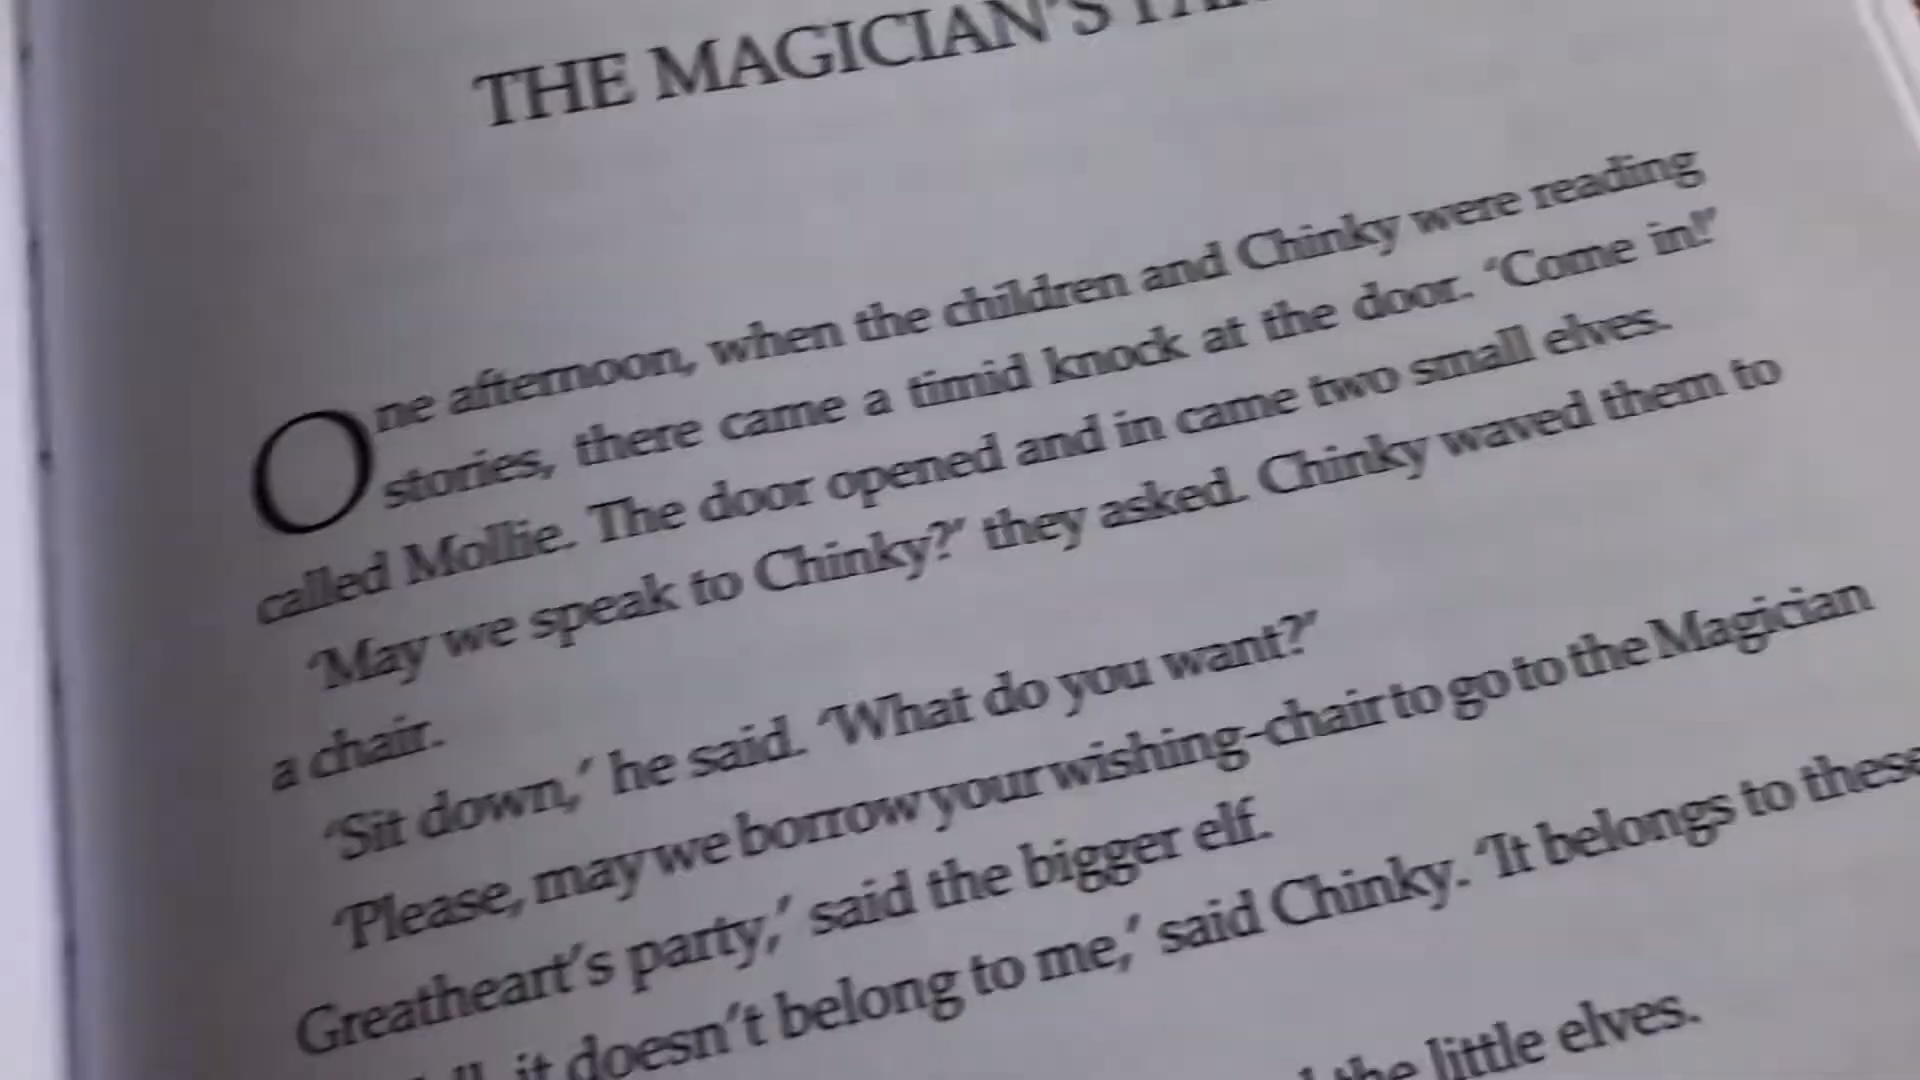 THE MAGICIAN'S
One afternoon, when the children and Chinky were reading
stories, there came a timid knock at the door. 'Come in!'
called Mollie. The door opened and in came two small elves.
'May we speak to Chinky?' they asked. Chinky waved them to
a chair.
'Sit down,' he said. 'What do you want?'
'Please, may we borrow your wishing-chair to go to the Magician
Greatheart's party,' said the bigger elf.
it doesn't belong to me,' said Chinky. 'It belongs to these
the little elves.